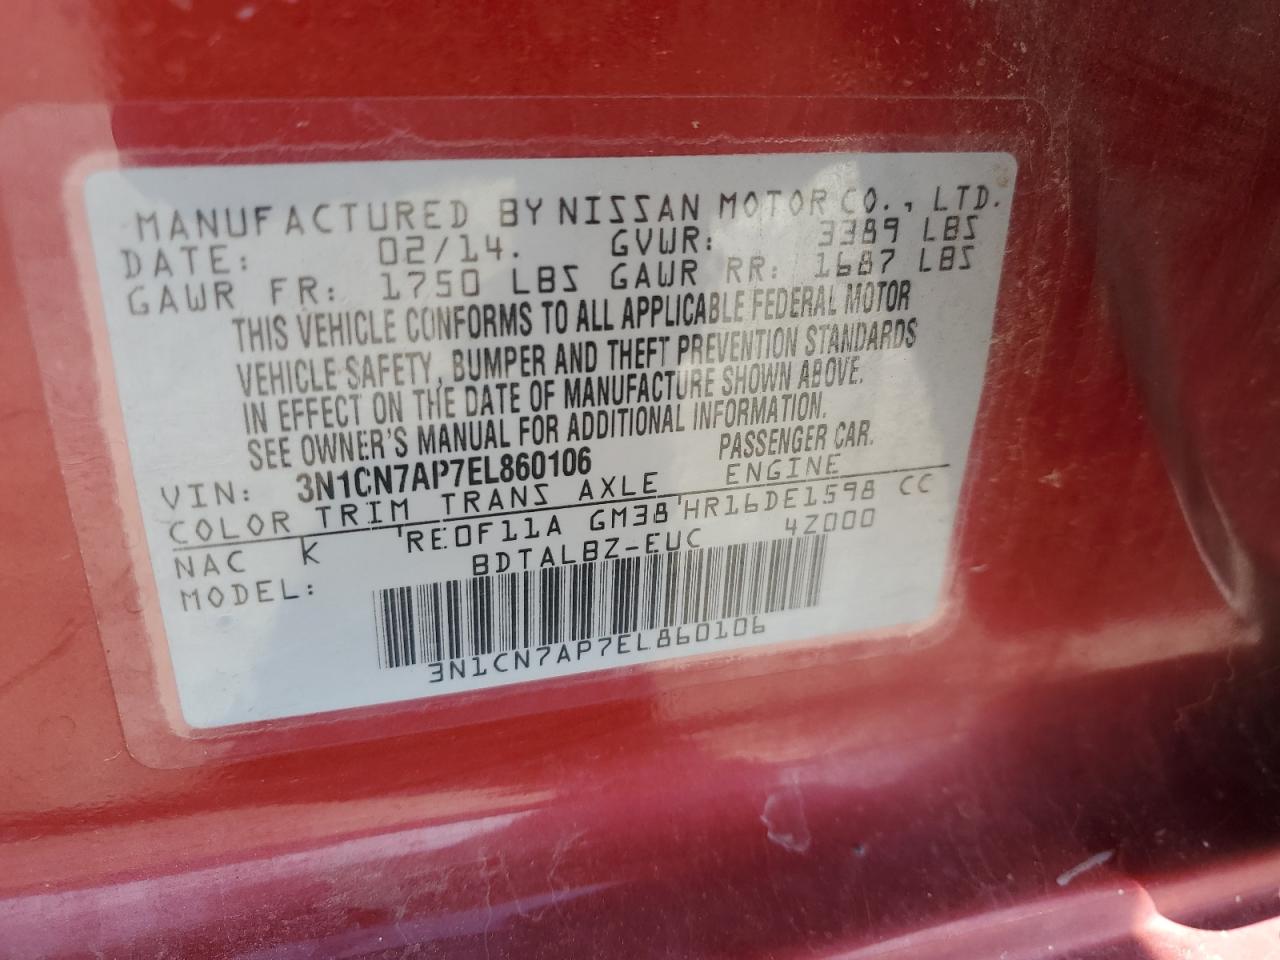 MANUFACTURED BY NISSAN MOTOR CO., LTD.
DATE: 02/14. GVWR: 3389 LBS
GAWR FR: 1750 LBS GAWR RR: 1687 LBS
THIS VEHICLE CONFORMS TO ALL APPLICABLE FEDERAL MOTOR
VEHICLE SAFETY, BUMPER AND THEFT PREVENTION STANDARDS
IN EFFECT ON THE DATE OF MANUFACTURE SHOWN ABOVE.
SEE OWNER'S MANUAL FOR ADDITIONAL INFORMATION.
VIN: 3N1CN7AP7EL860106 PASSENGER CAR.
COLOR TRIM TRANS AXLE ENGINE
NAC K RE0F11A GM38 HR16DE1598 CC
MODEL: BDTALBZ-EUC 4Z000
3N1CN7AP7EL860106